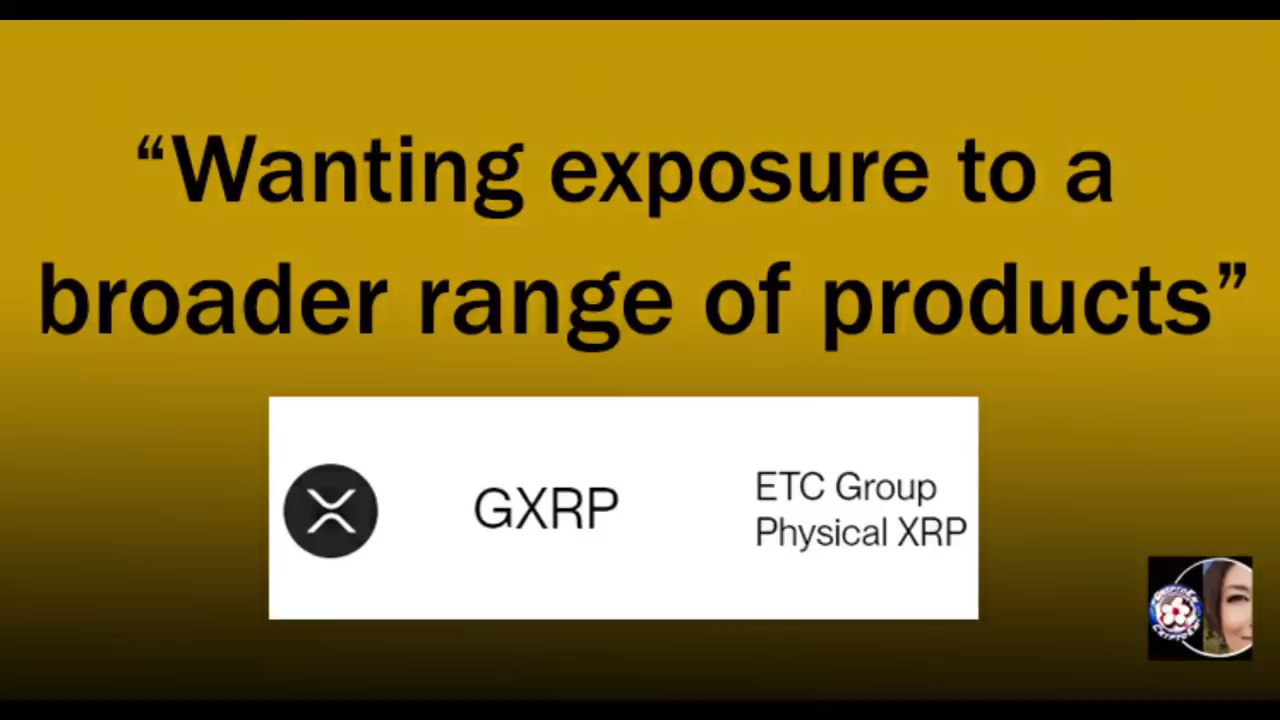 “Wanting exposure to a
broader range of products”
GXRP
ETC Group
Physical XRP